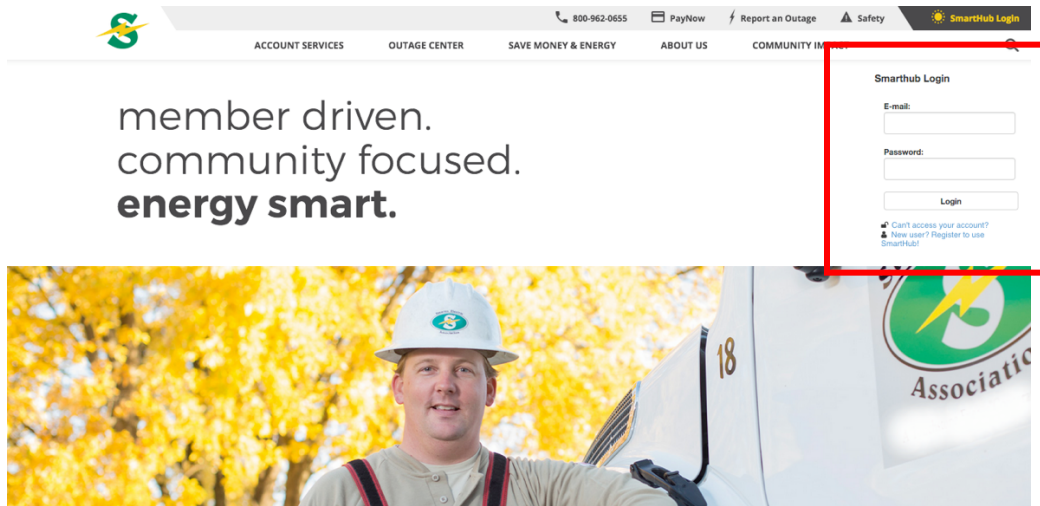 800-962-0655 PayNow Report an Outage Safety SmartHub Login
ACCOUNT SERVICES OUTAGE CENTER SAVE MONEY & ENERGY ABOUT US COMMUNITY
Smarthub Login
E-mail:
Password:
Login
Can't access your account?
New user? Register to use
SmartHub!
member driven.
community focused.
energy smart.
S
18
S
Association